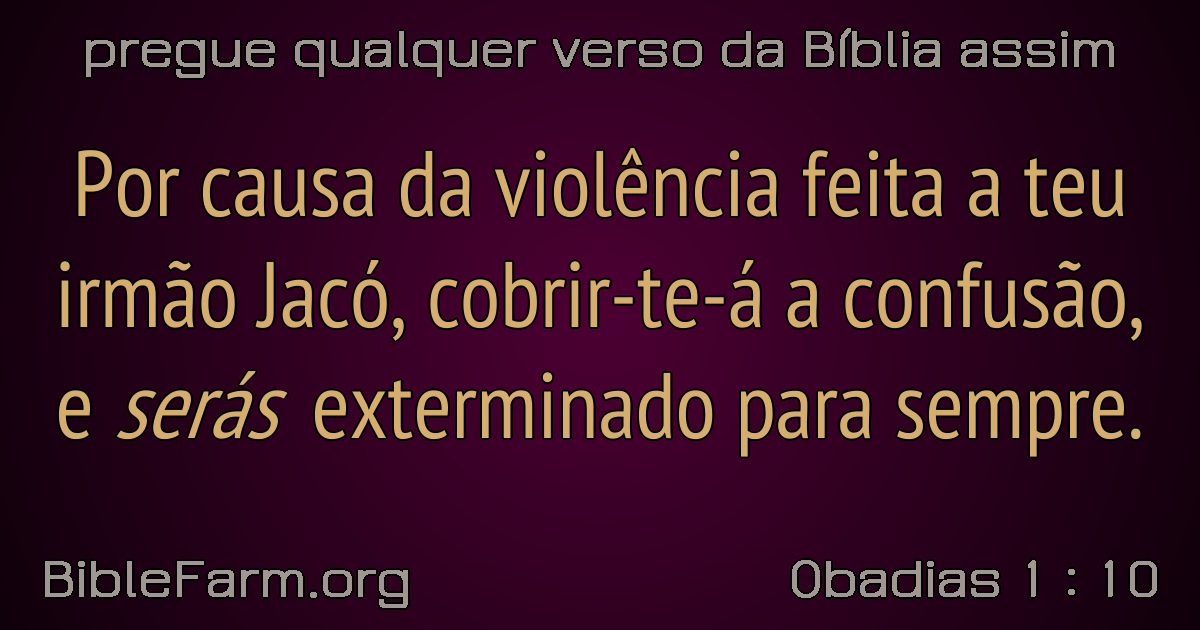 pregue qualquer verso da Bíblia assim
Por causa da violência feita a teu
irmão Jacó, cobrir-te-á a confusão,
e serás exterminado para sempre.
BibleFarm.org
Obadias 1 : 10